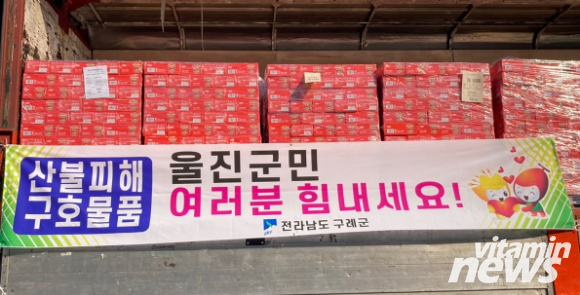 산불피해
구호물품
울진군민
여러분 힘내세요!
전라남도 구례군
vitamin
news